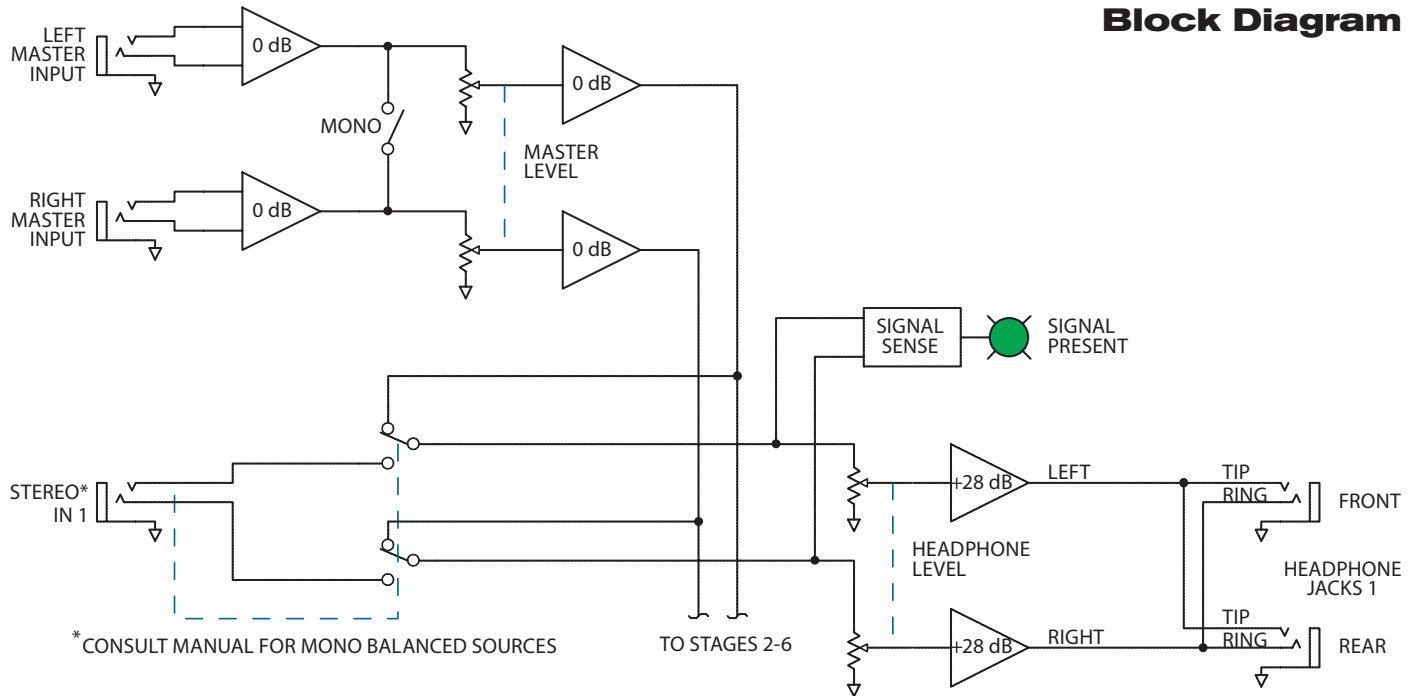 Block Diagram
LEFT
MASTER
INPUT
0 dB
0 dB
MONO
MASTER
LEVEL
RIGHT
MASTER
INPUT
0 dB
0 dB
SIGNAL
SENSE
SIGNAL
PRESENT
STEREO*
IN 1
+28 dB
LEFT
TIP
RING
FRONT
HEADPHONE
LEVEL
HEADPHONE
JACKS 1
+28 dB
RIGHT
TIP
RING
REAR
*CONSULT MANUAL FOR MONO BALANCED SOURCES
TO STAGES 2-6